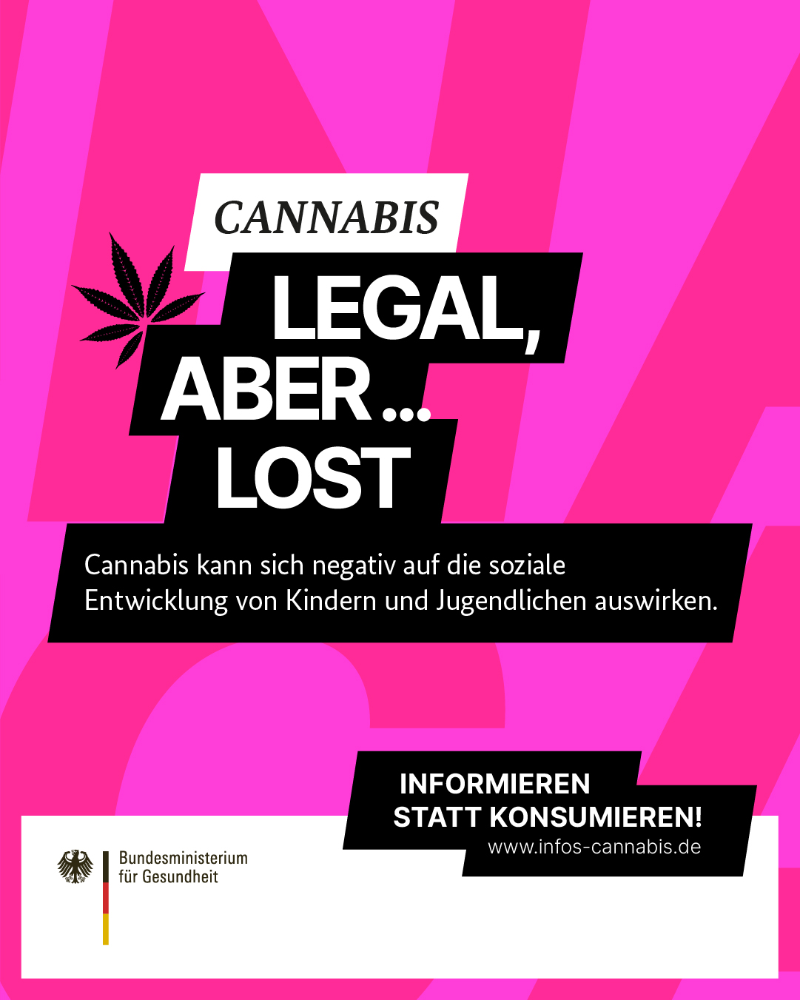 CANNABIS
LEGAL,
ABER ...
LOST
Cannabis kann sich negativ auf die soziale
Entwicklung von Kindern und Jugendlichen auswirken.
INFORMIEREN
STATT KONSUMIEREN!
www.infos-cannabis.de
Bundesministerium
für Gesundheit